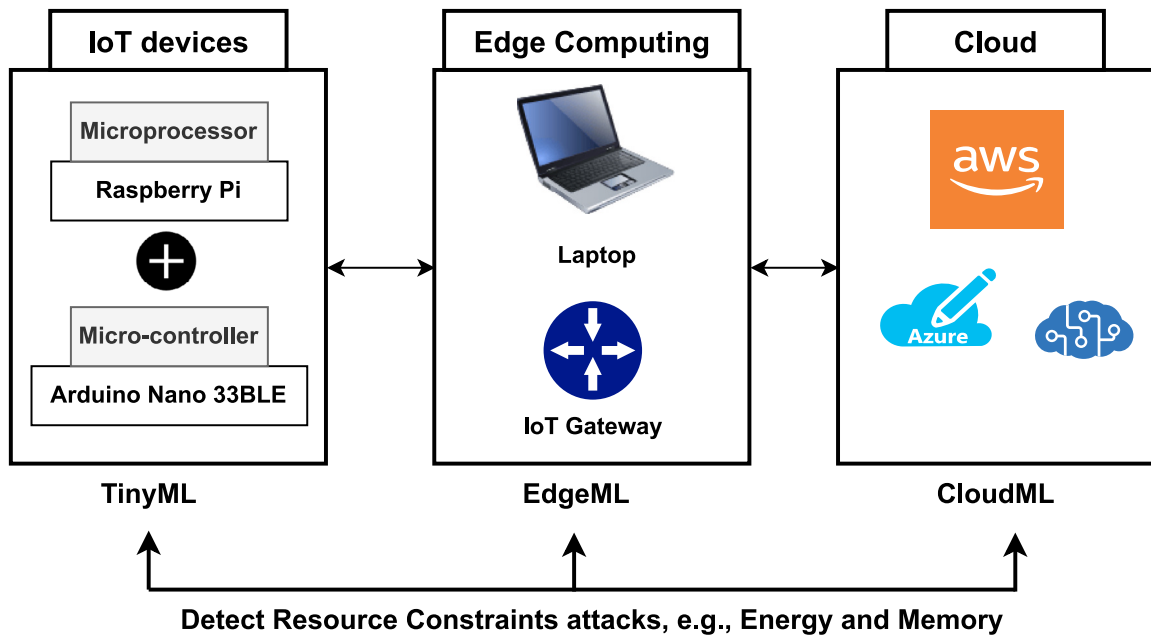 IoT devices
Microprocessor
Raspberry Pi
Micro-controller
Arduino Nano 33BLE
TinyML
Edge Computing
Laptop
IoT Gateway
EdgeML
Cloud
aws
Azure
CloudML
Detect Resource Constraints attacks, e.g., Energy and Memory